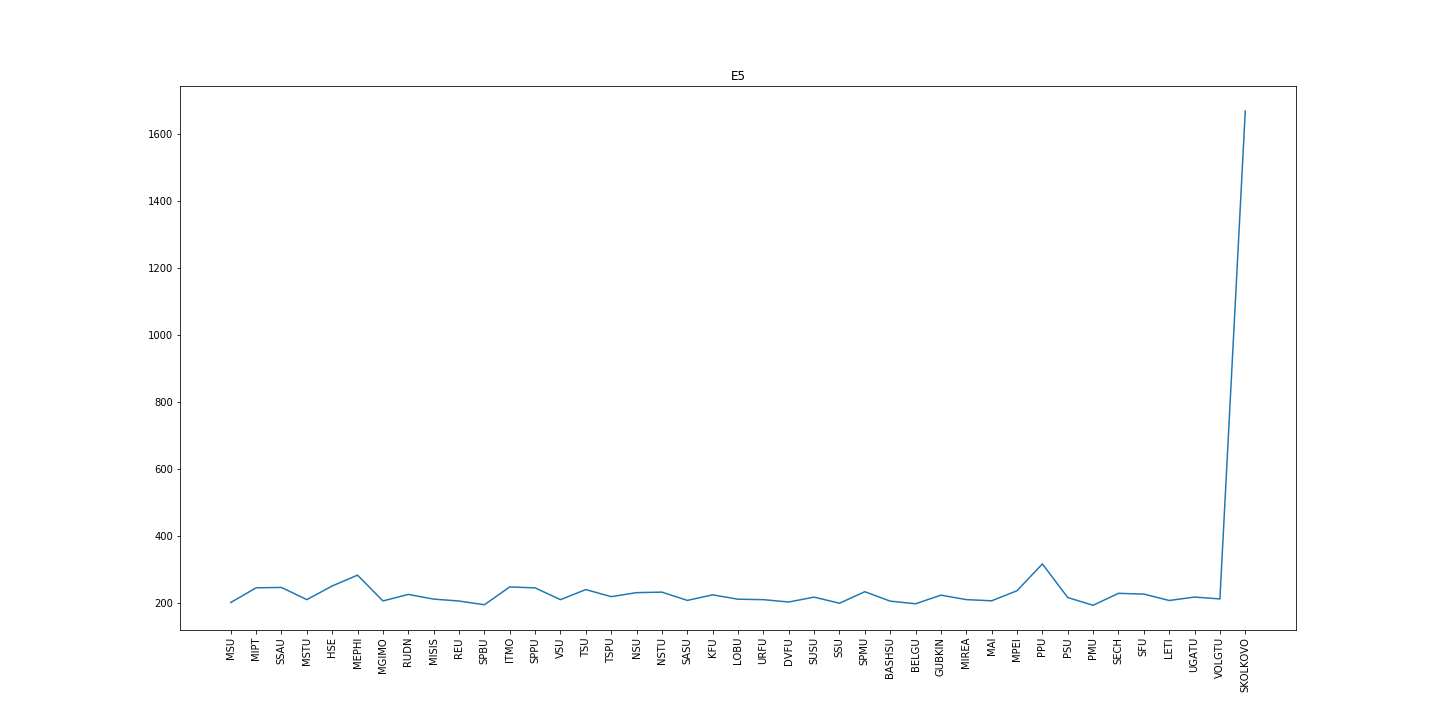 E5
1600
1400
1200
1000
800
600
400
200
MSU
MIPT
SSAU
MSTU
HSE
MEPHI
MGIMO
RUDN
MISIS
REU
SPBU
ITMO
SPPU
VSU
TSU
TSPU
NSU
NSTU
SASU
KFU
LOBU
URFU
DVFU
SUSU
SSU
SPMU
BASHSU
BELGU
GUBKIN
MIREA
MAI
MPEI
PPU
PSU
PMU
SECH
SFU
LETI
UGATU
VOLGTU
SKOLKOVO